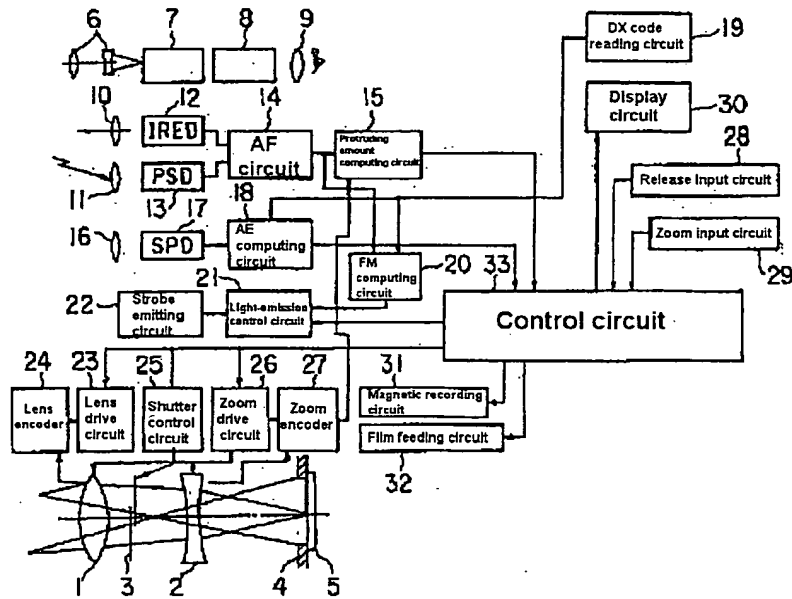 6
7
8
9
DX code
reading circuit
19
10
12
14
15
Display
circuit
30
IRED
AF
circuit
Protruding
amount
computing circuit
28
11
PSD
13
17
18
Release Input circuit
16
SPD
AE
computing
circuit
Zoom input circuit
29
21
FM
computing
circuit
20
33
22
Strobe
emitting
circuit
Light-emission
control circuit
Control circuit
24
23
25
26
27
31
Lens
encoder
Lens
drive
circuit
Shutter
control
circuit
Zoom
drive
circuit
Zoom
encoder
Magnetic recording
circuit
Film feeding circuit
32
1
3
2
4
5